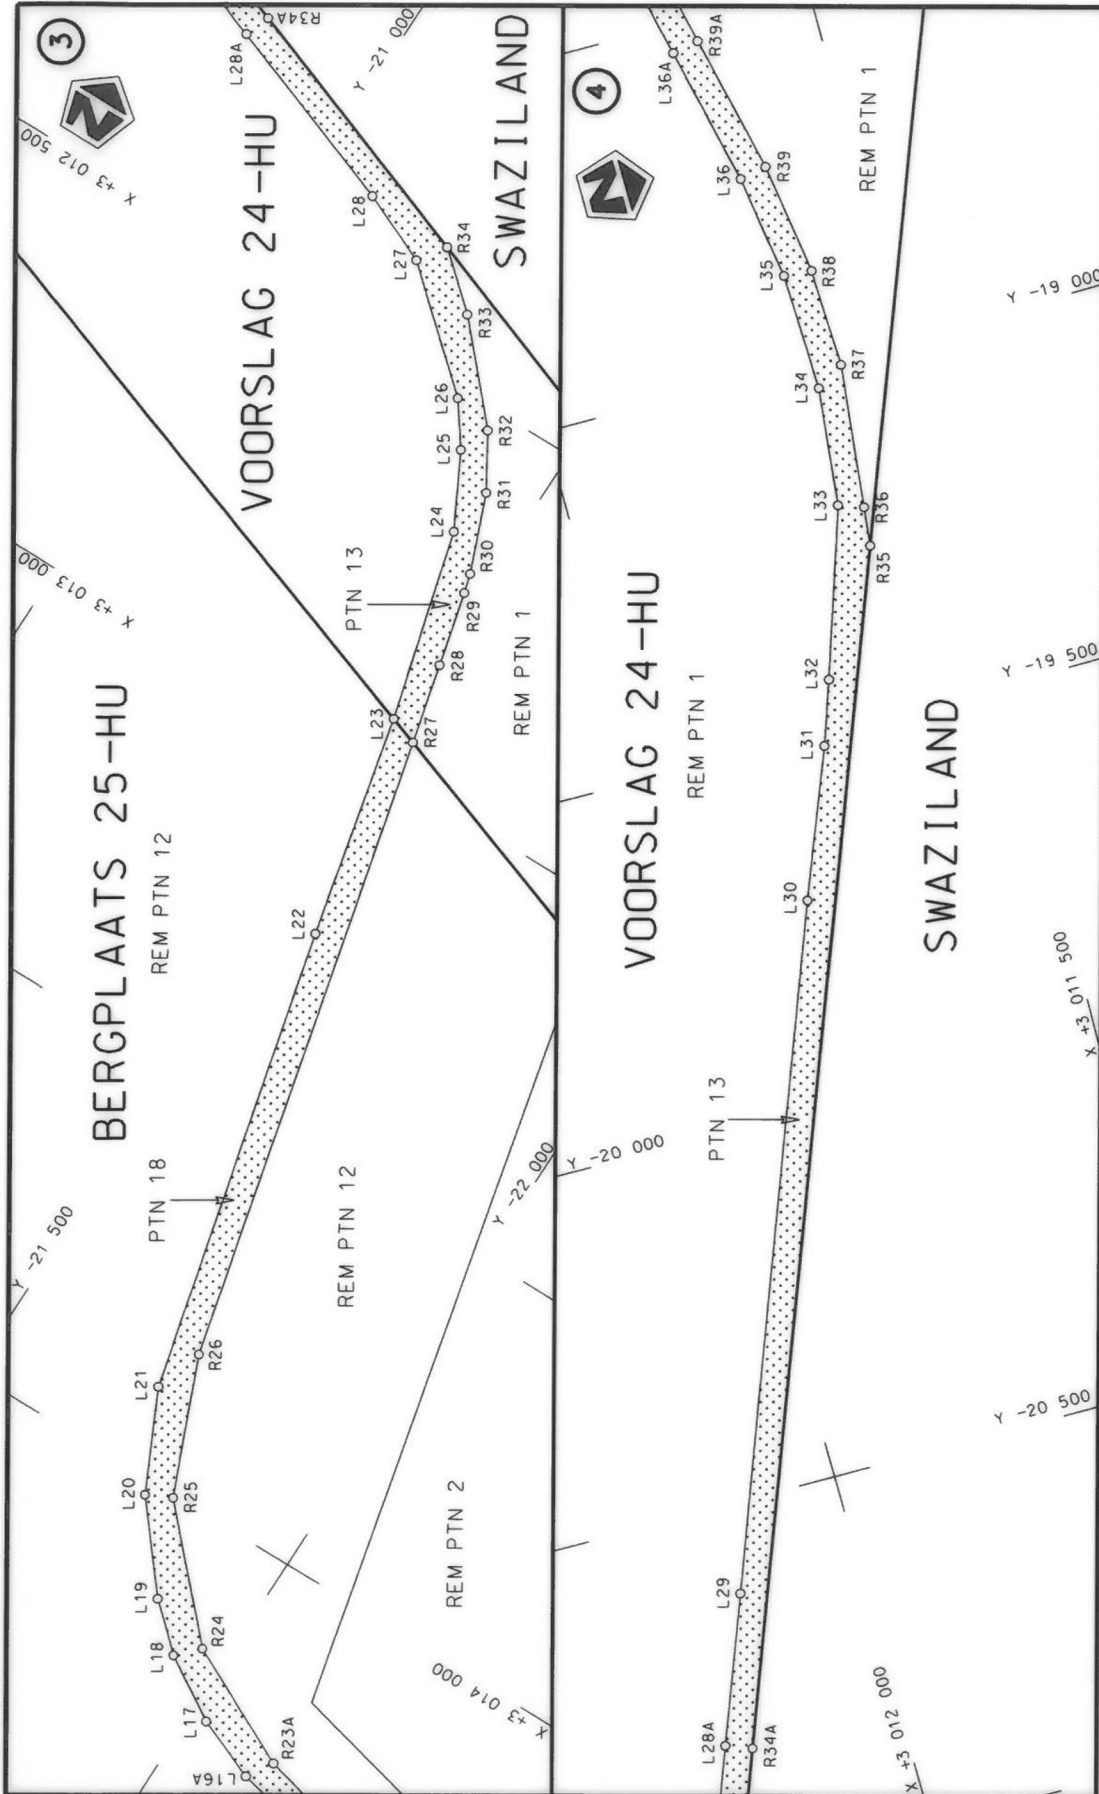 3
N
X +3 012 500
L28A
R34A
Y -21 000
VOORSLAG 24-HU
SWAZILAND
L28
L27
R34
R33
L26
L25
R32
R31
L24
R30
R29
R28
PTN 13
REM PTN 1
X +3 013 000
L23
R27
BERGPLAATS 25-HU
REM PTN 12
L22
PTN 18
REM PTN 12
Y -22 000
Y -21 500
L21
R26
L20
R25
REM PTN 2
L19
L18
R24
L17
R23A
L16A
X +3 014 000
4
N
L36A
R39A
REM PTN 1
L36
R39
L35
R38
Y -19 000
L34
R37
L33
R36
R35
VOORSLAG 24-HU
REM PTN 1
L32
L31
Y -19 500
SWAZILAND
L30
X +3 011 500
PTN 13
Y -20 000
Y -20 500
L29
L28A
R34A
X +3 012 000